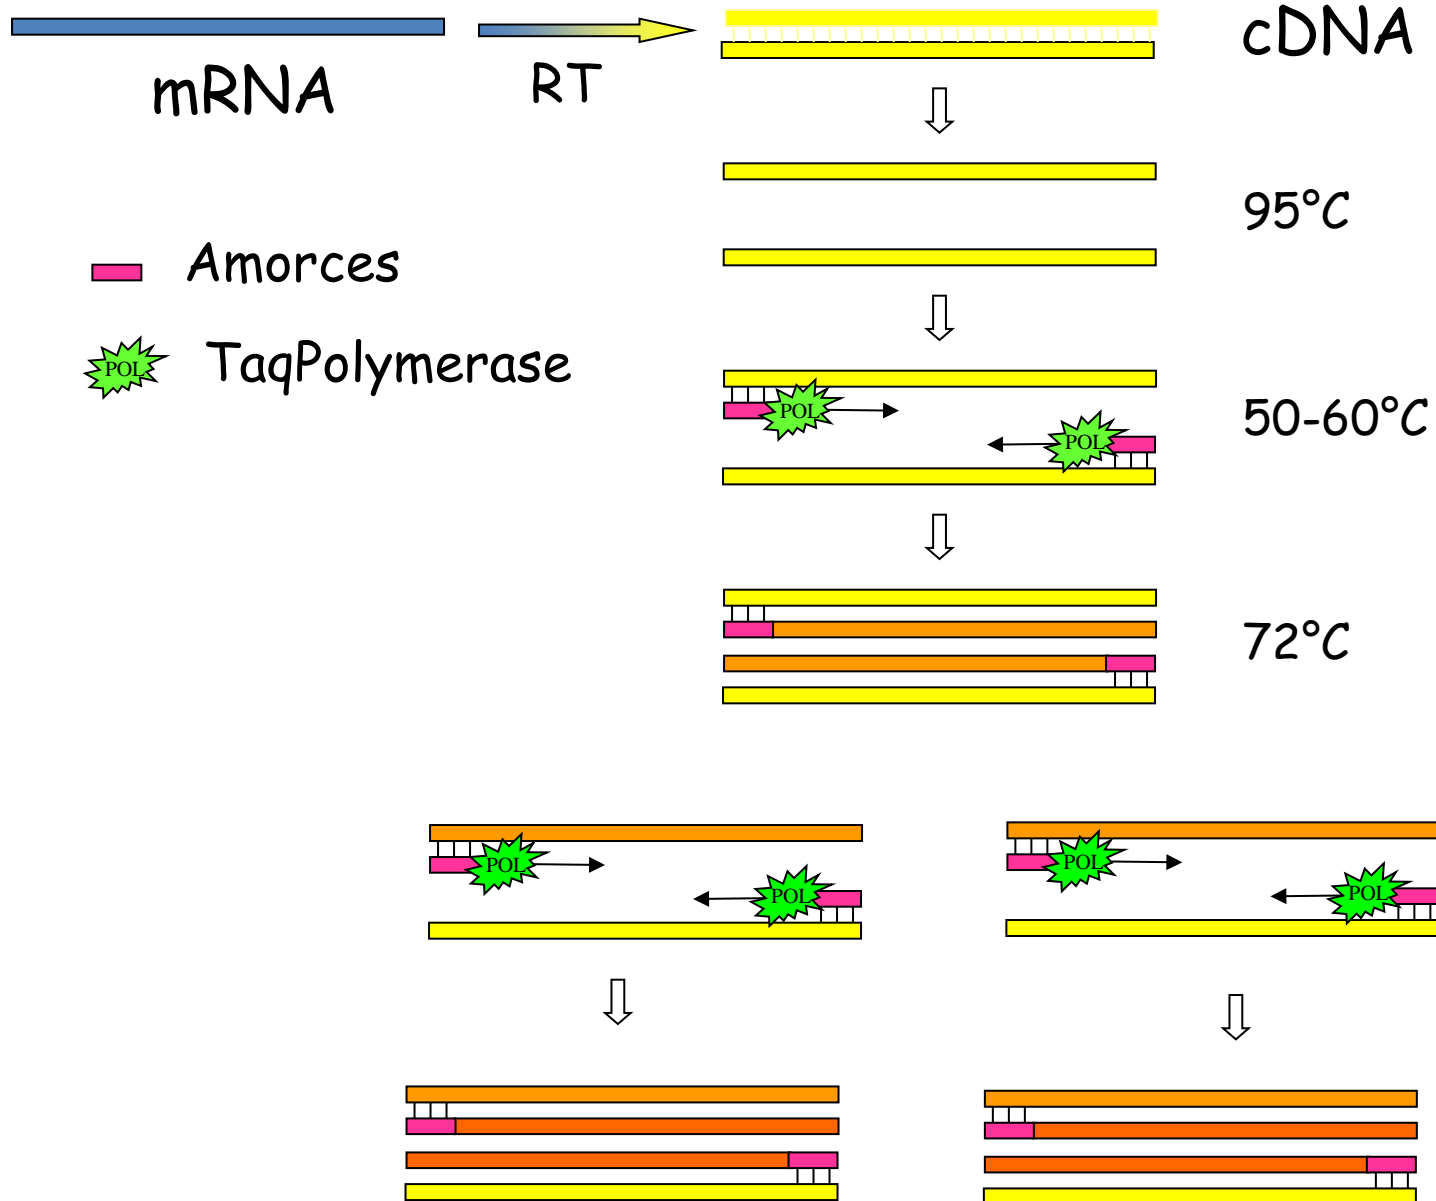 mRNA
RT
cDNA
95°C
Amorces
POL
TaqPolymerase
POL
POL
50-60°C
72°C
POL
POL
POL
POL